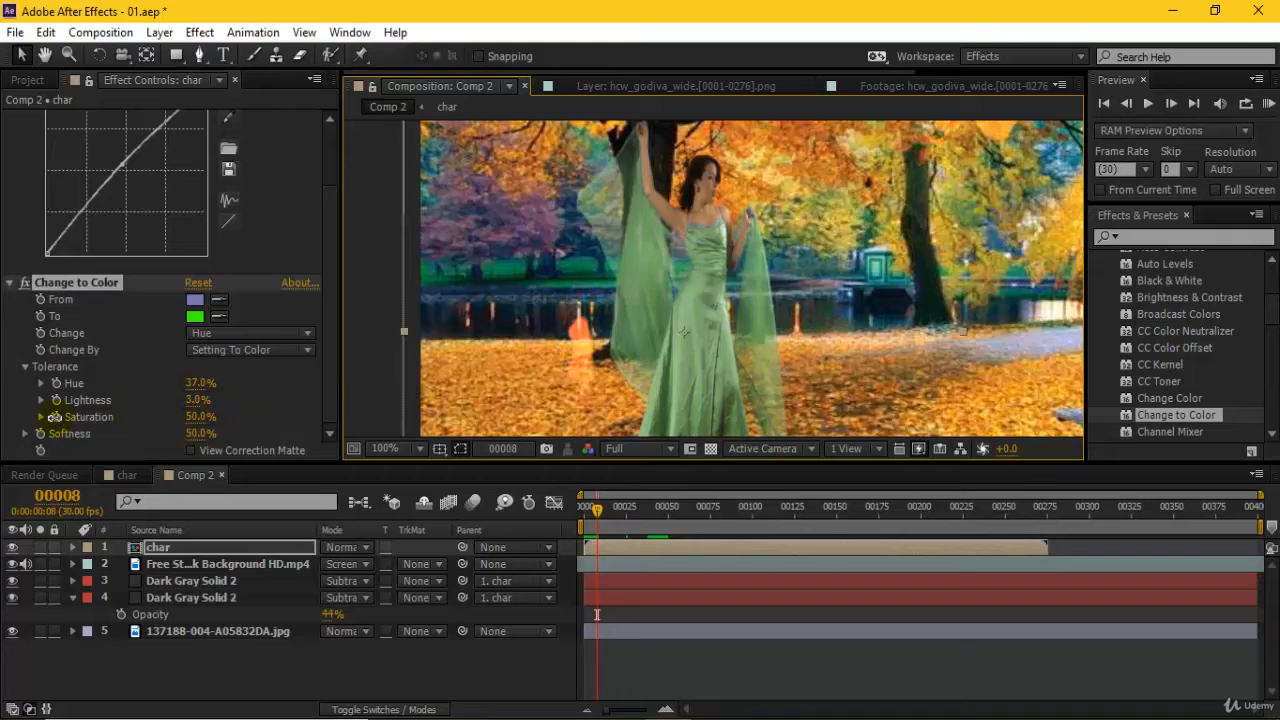 Adobe After Effects - 01.aep *
File Edit Composition Layer Effect Animation View Window Help
Snapping Workspace: Effects Search Help
Project Effect Controls: char Composition: Comp 2 Layer: hcw_godiva_wide.[0001-0276].png Footage: hcw_godiva_wide.[0001-0276 Preview
Comp 2 • char Comp 2 char
RAM Preview Options
Frame Rate Skip Resolution
(30) 0 Auto
From Current Time Full Screen
Effects & Presets
Auto Levels
Black & White
Brightness & Contrast
Broadcast Colors
CC Color Neutralizer
CC Color Offset
CC Kernel
CC Toner
Change Color
Change to Color
Channel Mixer
fx Change to Color Reset About...
From
To
Change Hue
Change By Setting To Color
Tolerance
Hue 37.0%
Lightness 3.0%
Saturation 50.0%
Softness 50.0%
View Correction Matte
100% 00008 Full Active Camera 1 View +0.0
Render Queue char Comp 2
00008
0:00:00:08 (30.00 fps)
00025 00050 00075 00100 00125 00150 00175 00200 00225 00250 00275 00300 00325 00350 00375 0040
# Source Name Mode T TrkMat Parent
1 char Norma None
2 Free St...k Background HD.mp4 Screen None None
3 Dark Gray Solid 2 Subtra None 1. char
4 Dark Gray Solid 2 Subtra None 1. char
Opacity 44%
5 137188-004-A05832DA.jpg Norma None None
Toggle Switches / Modes
Udemy